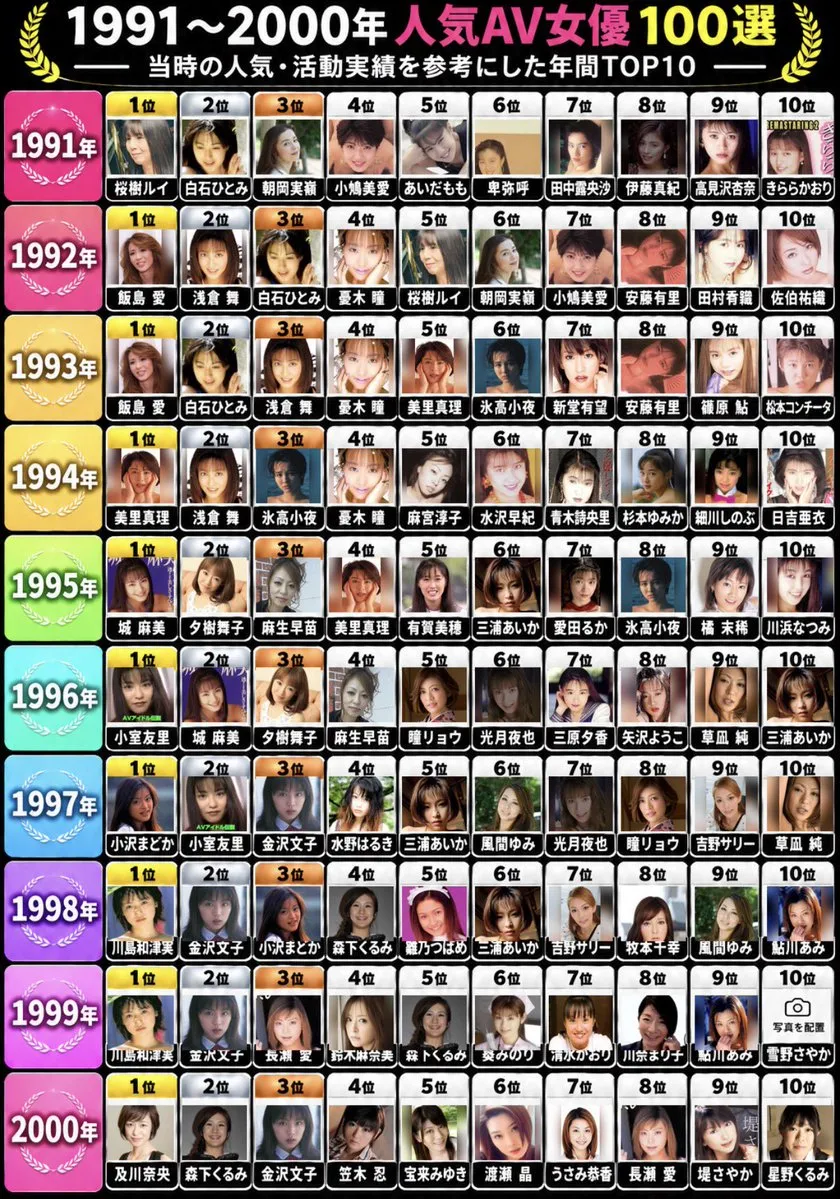 1991～2000年 人気AV女優 100選
当時の人気・活動実績を参考にした年間TOP10
1991年
1位 2位 3位 4位 5位 6位 7位 8位 9位 10位
桜樹ルイ 白石ひとみ 朝岡実嶺 小鳩美愛 あいだもも 卑弥呼 田中露央沙 伊藤真紀 高見沢杏奈 きららかおり
1992年
1位 2位 3位 4位 5位 6位 7位 8位 9位 10位
飯島 愛 浅倉 舞 白石ひとみ 憂木 瞳 桜樹ルイ 朝岡実嶺 小鳩美愛 安藤有里 田村香織 佐伯祐織
1993年
1位 2位 3位 4位 5位 6位 7位 8位 9位 10位
飯島 愛 白石ひとみ 浅倉 舞 憂木 瞳 美里真理 氷高小夜 新堂有望 安藤有里 篠原 鮎 松本コンチータ
1994年
1位 2位 3位 4位 5位 6位 7位 8位 9位 10位
美里真理 浅倉 舞 氷高小夜 憂木 瞳 麻宮淳子 水沢早紀 青木詩央里 杉本ゆみか 細川しのぶ 日吉亜衣
1995年
1位 2位 3位 4位 5位 6位 7位 8位 9位 10位
城 麻美 夕樹舞子 麻生早苗 美里真理 有賀美穂 三浦あいか 愛田るか 氷高小夜 橘 末稀 川浜なつみ
1996年
1位 2位 3位 4位 5位 6位 7位 8位 9位 10位
AVアイドル伝説
小室友里 城 麻美 夕樹舞子 麻生早苗 瞳リョウ 光月夜也 三原夕香 矢沢ようこ 草凪 純 三浦あいか
1997年
1位 2位 3位 4位 5位 6位 7位 8位 9位 10位
AVアイドル伝説
小沢まどか 小室友里 金沢文子 水野はるき 三浦あいか 風間ゆみ 光月夜也 瞳リョウ 吉野サリー 草凪 純
1998年
1位 2位 3位 4位 5位 6位 7位 8位 9位 10位
川島和津実 金沢文子 小沢まどか 森下くるみ 雛乃つばめ 三浦あいか 吉野サリー 牧本千幸 風間ゆみ 鮎川あみ
1999年
1位 2位 3位 4位 5位 6位 7位 8位 9位 10位
写真を配置
川島和津実 金沢文子 長瀬 愛 鈴木麻奈美 森下くるみ 葵みのり 清水かおり 川奈まり子 鮎川あみ 雪野さやか
2000年
1位 2位 3位 4位 5位 6位 7位 8位 9位 10位
及川奈央 森下くるみ 金沢文子 笠木 忍 宝来みゆき 渡瀬 晶 うさみ恭香 長瀬 愛 堤さやか 星野くるみ